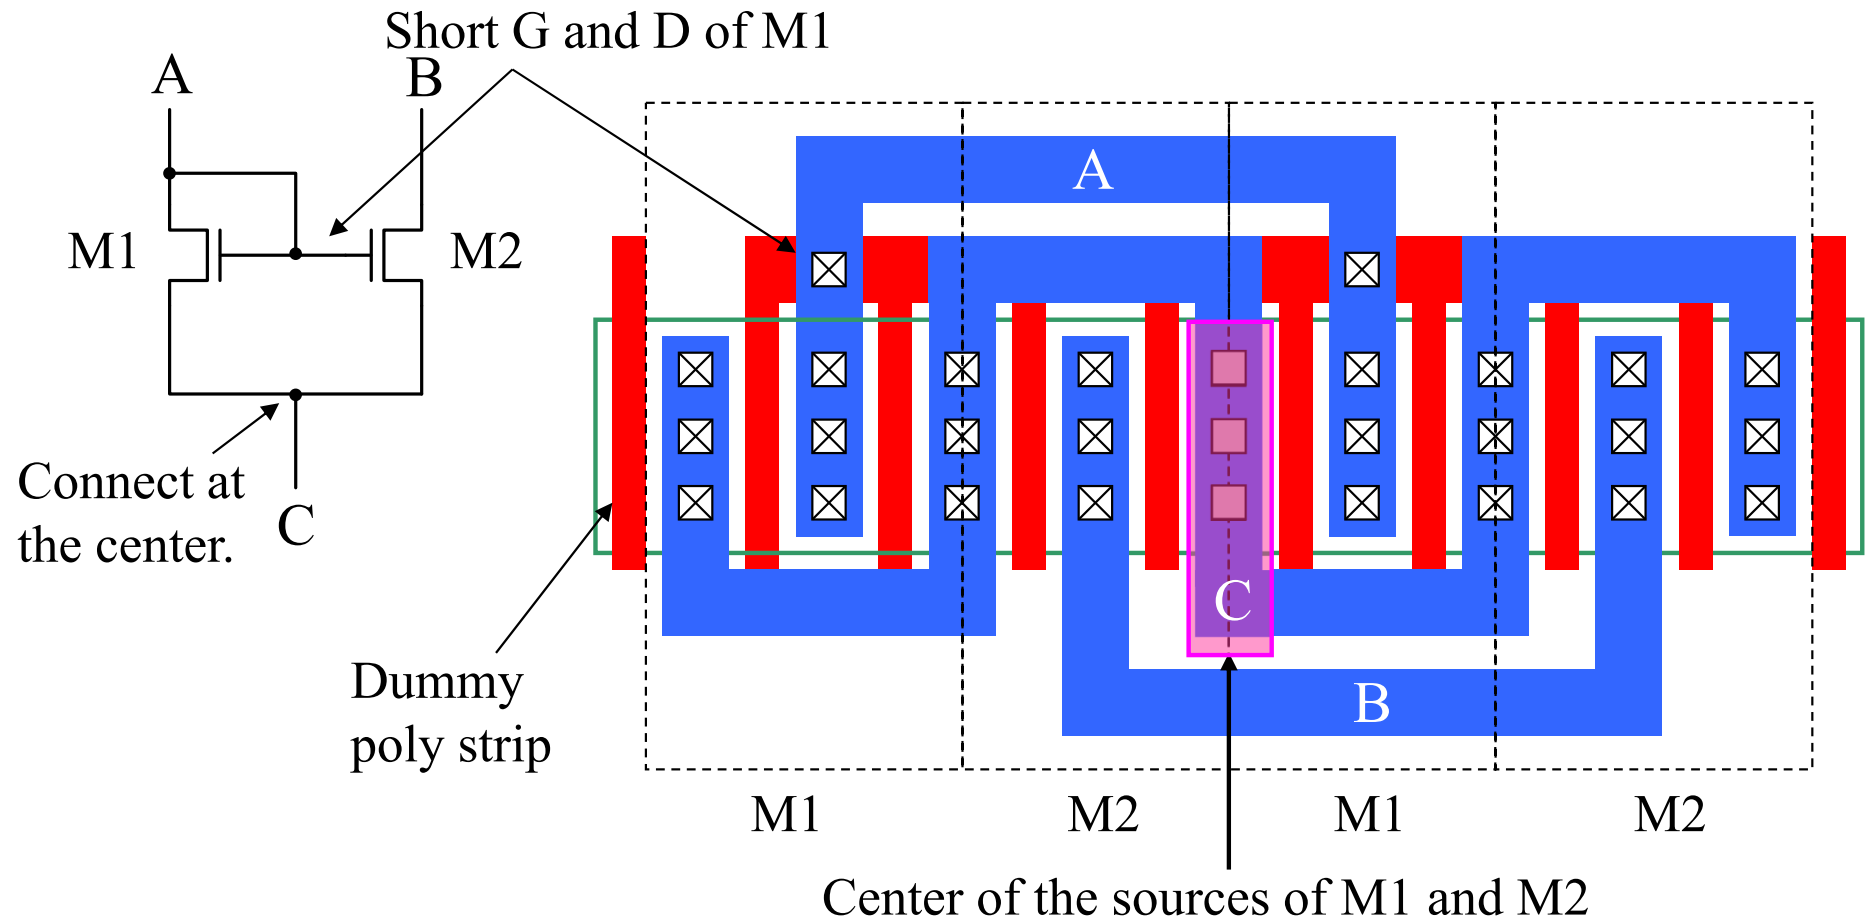 Short G and D of M1
A
B
A
M1
M2
Connect at
the center.
C
C
Dummy
poly strip
B
M1
M2
M1
M2
Center of the sources of M1 and M2